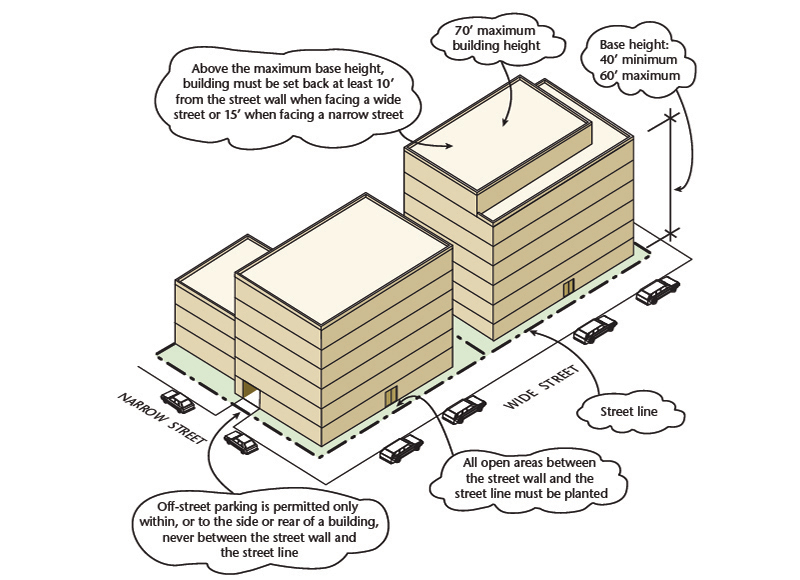 70’ maximum
building height
Base height:
40’ minimum
60’ maximum
Above the maximum base height,
building must be set back at least 10’
from the street wall when facing a wide
street or 15’ when facing a narrow street
NARROW STREET
WIDE STREET
Street line
All open areas between
the street wall and the
street line must be planted
Off-street parking is permitted only
within, or to the side or rear of a building,
never between the street wall and
the street line